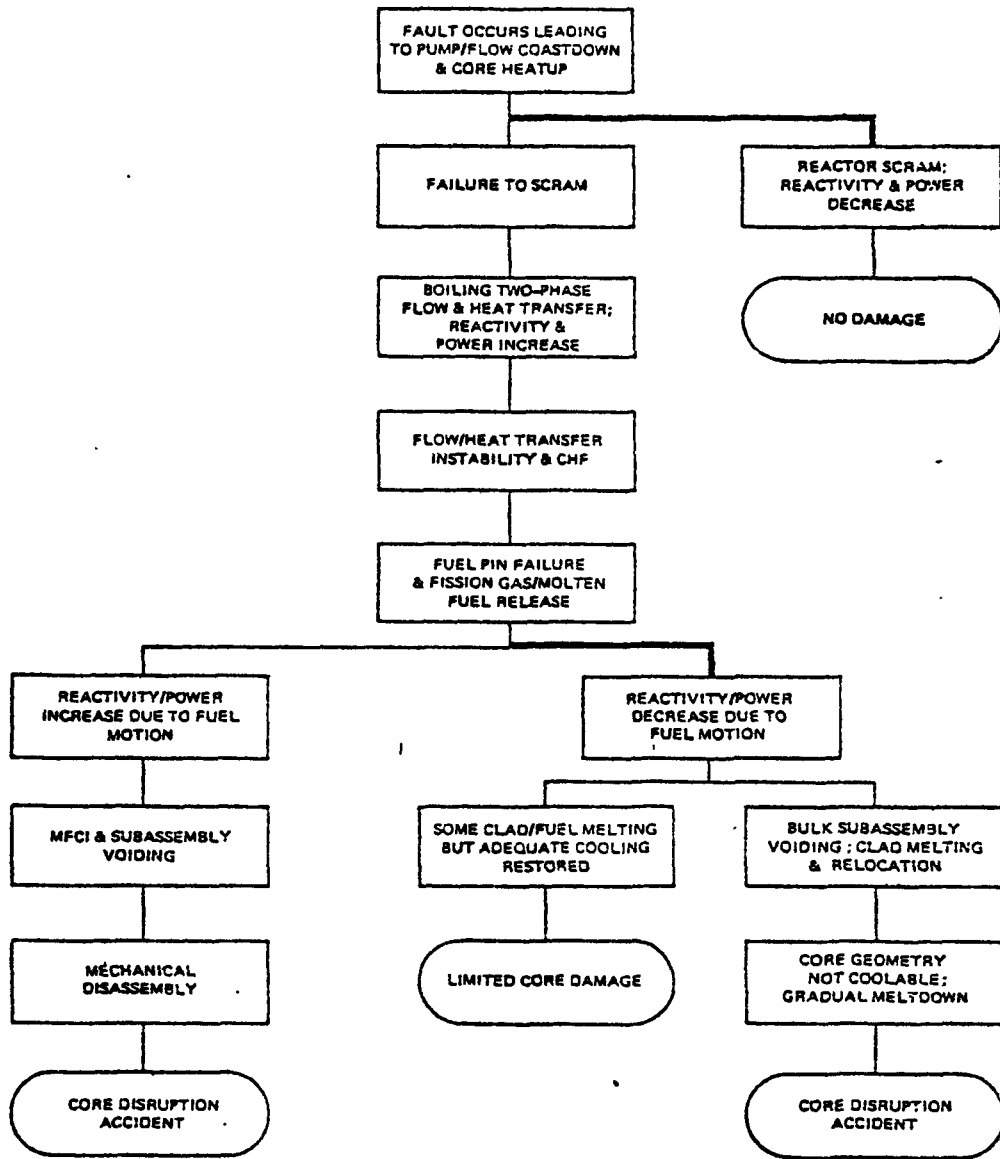 FAULT OCCURS LEADING
TO PUMP/FLOW COASTDOWN
& CORE HEATUP
FAILURE TO SCRAM
REACTOR SCRAM;
REACTIVITY & POWER
DECREASE
BOILING TWO-PHASE
FLOW & HEAT TRANSFER;
REACTIVITY &
POWER INCREASE
NO DAMAGE
FLOW/HEAT TRANSFER
INSTABILITY & CHF
FUEL PIN FAILURE
& FISSION GAS/MOLTEN
FUEL RELEASE
REACTIVITY/POWER
INCREASE DUE TO FUEL
MOTION
REACTIVITY/POWER
DECREASE DUE TO
FUEL MOTION
MFCI & SUBASSEMBLY
VOIDING
SOME CLAD/FUEL MELTING
BUT ADEQUATE COOLING
RESTORED
BULK SUBASSEMBLY
VOIDING; CLAD MELTING
& RELOCATION
MECHANICAL
DISASSEMBLY
LIMITED CORE DAMAGE
CORE GEOMETRY
NOT COOLABLE;
GRADUAL MELTDOWN
CORE DISRUPTION
ACCIDENT
CORE DISRUPTION
ACCIDENT